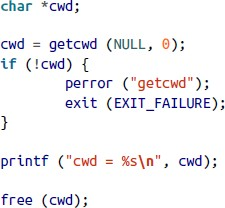 char *cwd;
cwd = getcwd (NULL, 0);
if (!cwd) {
        perror ("getcwd");
        exit (EXIT_FAILURE);
}
printf ("cwd = %s\n", cwd);
free (cwd);